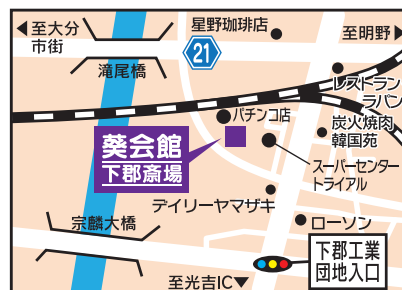 ◀至大分
市街
星野珈琲店
至明野▶
21
滝尾橋
レストラン
ラパン
パチンコ店
炭火焼肉
韓国苑
葵会館
下郡斎場
スーパーセンター
トライアル
デイリーヤマザキ
宗麟大橋
ローソン
下郡工業
団地入口
至光吉IC▼